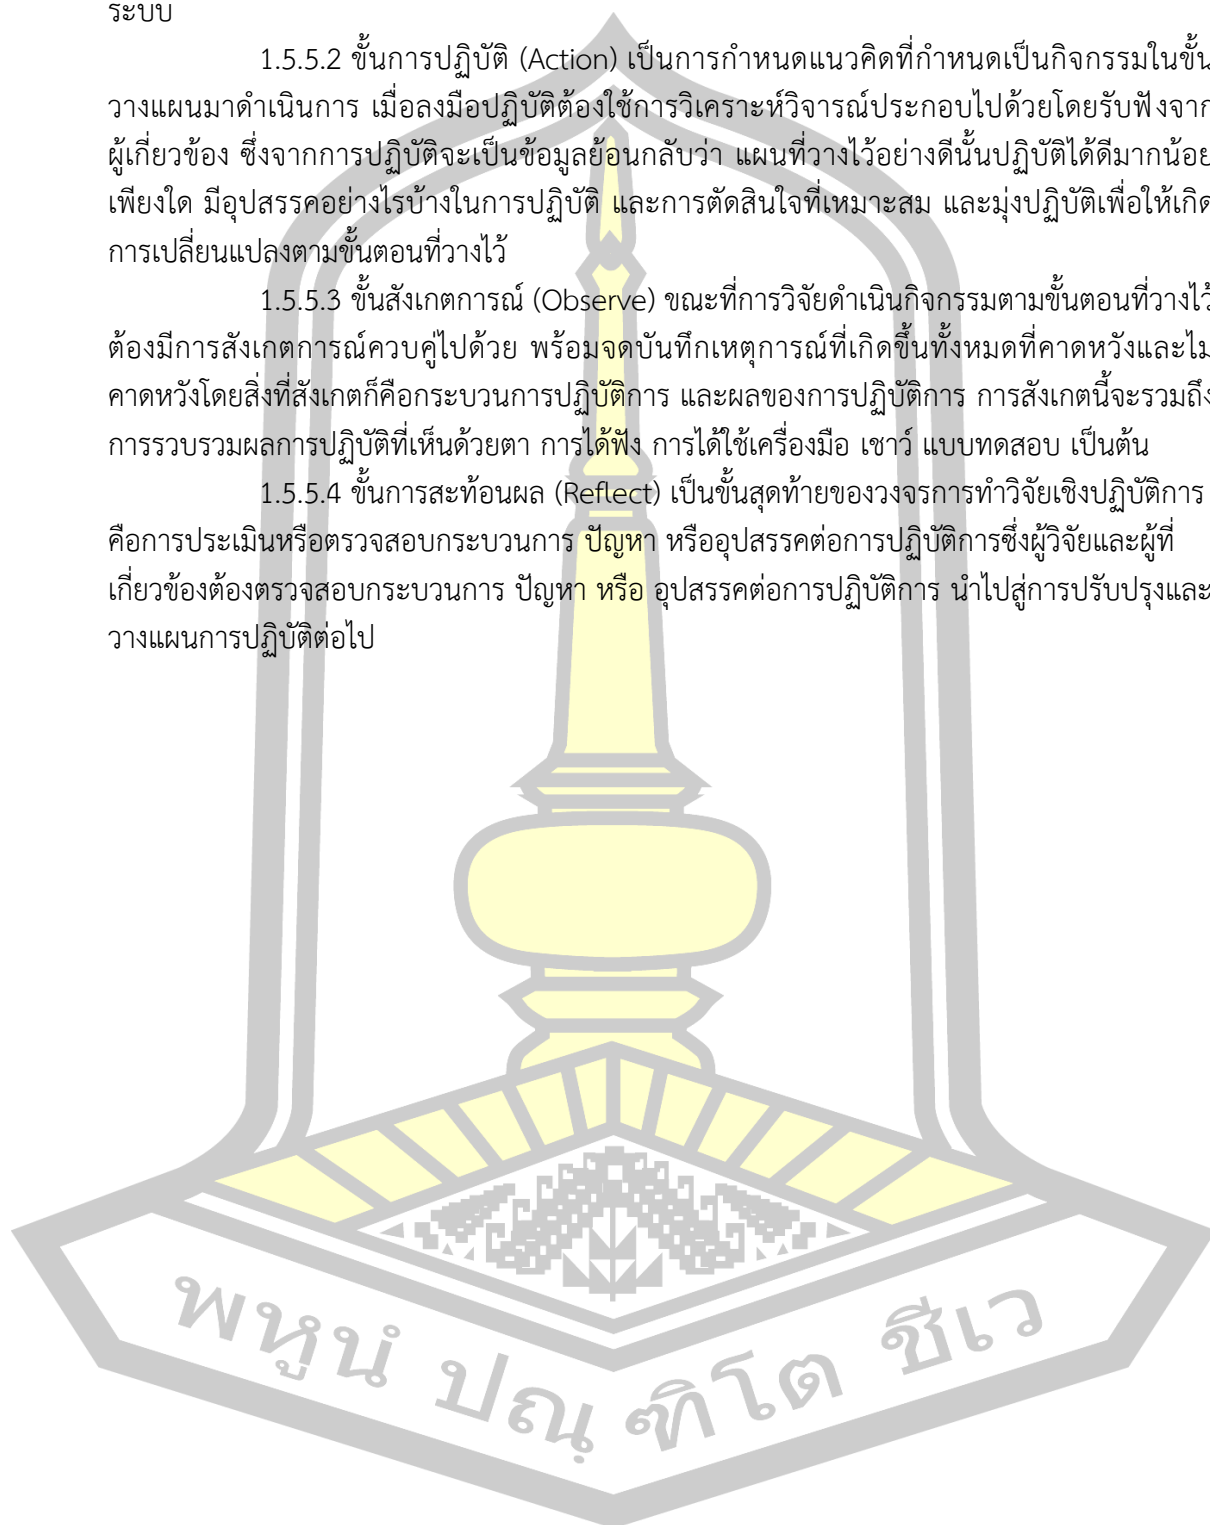 ระบบ
1.5.5.2 ขั้นการปฏิบัติ (Action) เป็นการกำหนดแนวคิดที่กำหนดเป็นกิจกรรมในขั้น
วางแผนมาดำเนินการ เมื่อลงมือปฏิบัติต้องใช้การวิเคราะห์วิจารณ์ประกอบไปด้วยโดยรับฟังจาก
ผู้เกี่ยวข้อง ซึ่งจากการปฏิบัติจะเป็นข้อมูลย้อนกลับว่า แผนที่วางไว้อย่างดีนั้นปฏิบัติได้ดีมากน้อย
เพียงใด มีอุปสรรคอย่างไรบ้างในการปฏิบัติ และการตัดสินใจที่เหมาะสม และมุ่งปฏิบัติเพื่อให้เกิด
การเปลี่ยนแปลงตามขั้นตอนที่วางไว้
1.5.5.3 ขั้นสังเกตการณ์ (Observe) ขณะที่การวิจัยดำเนินกิจกรรมตามขั้นตอนที่วางไว้
ต้องมีการสังเกตการณ์ควบคู่ไปด้วย พร้อมจดบันทึกเหตุการณ์ที่เกิดขึ้นทั้งหมดที่คาดหวังและไม่
คาดหวังโดยสิ่งที่สังเกตก็คือกระบวนการปฏิบัติการ และผลของการปฏิบัติการ การสังเกตนี้จะรวมถึง
การรวบรวมผลการปฏิบัติที่เห็นด้วยตา การได้ฟัง การได้ใช้เครื่องมือ เชาว์ แบบทดสอบ เป็นต้น
1.5.5.4 ขั้นการสะท้อนผล (Reflect) เป็นขั้นสุดท้ายของวงจรการทำวิจัยเชิงปฏิบัติการ
คือการประเมินหรือตรวจสอบกระบวนการ ปัญหา หรืออุปสรรคต่อการปฏิบัติการซึ่งผู้วิจัยและผู้ที่
เกี่ยวข้องต้องตรวจสอบกระบวนการ ปัญหา หรือ อุปสรรคต่อการปฏิบัติการ นำไปสู่การปรับปรุงและ
วางแผนการปฏิบัติต่อไป
พหูนํ ปณฺ ฑิโต ชีเว